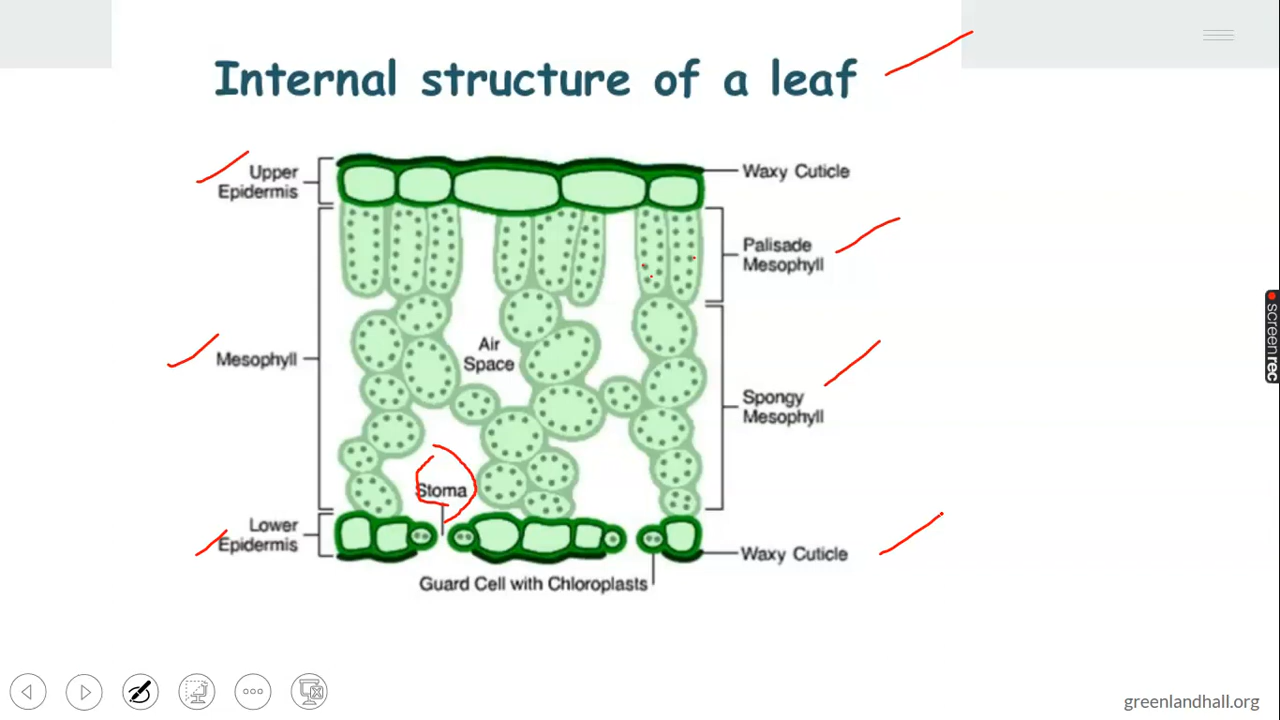 Internal structure of a leaf
Upper
Epidermis
Waxy Cuticle
Palisade
Mesophyll
Air
Space
Mesophyll
Spongy
Mesophyll
Stoma
Lower
Epidermis
Waxy Cuticle
Guard Cell with Chloroplasts
screenrec
greenlandhall.org